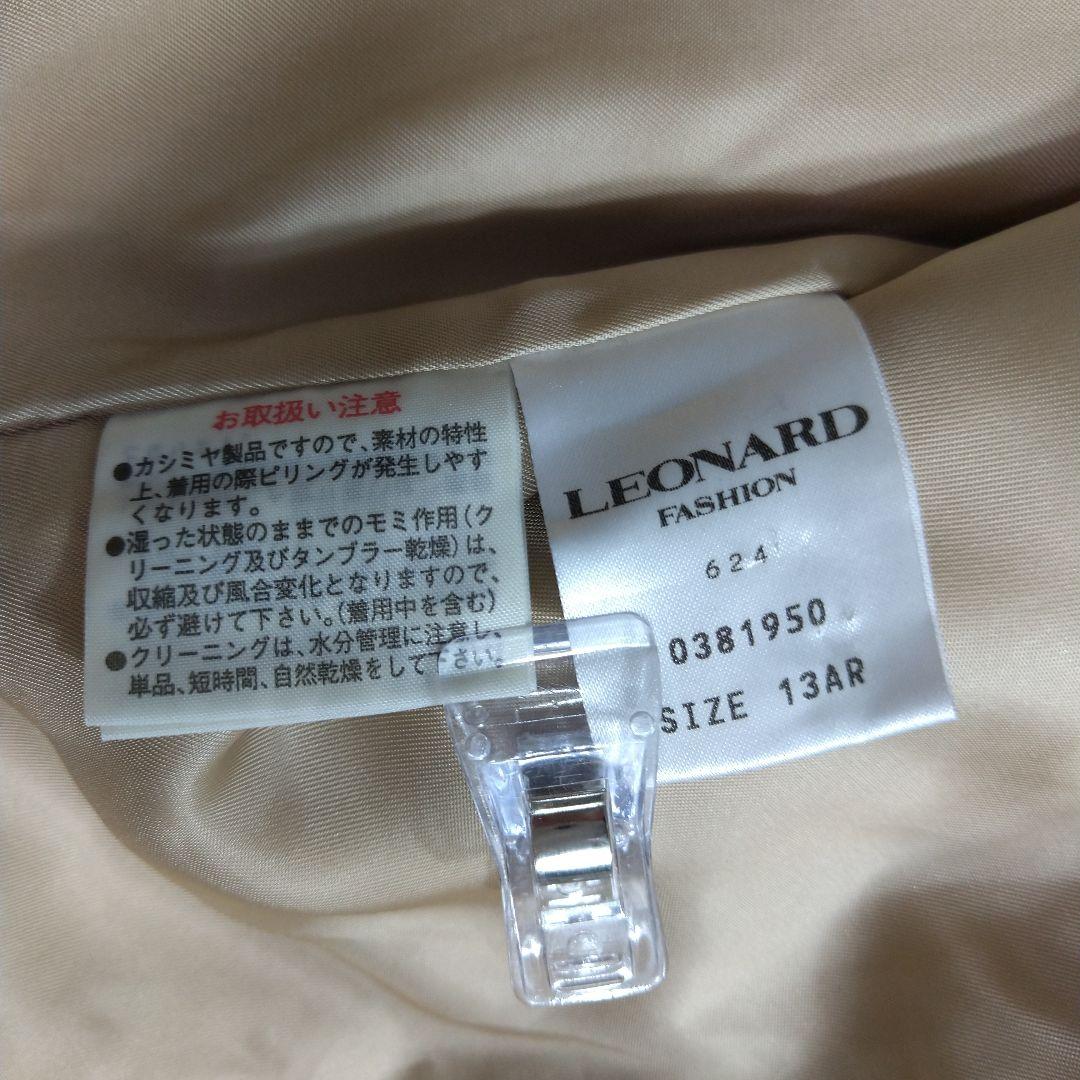 お取扱い注意
●カシミヤ製品ですので、素材の特性
上、着用の際ピリングが発生しやす
くなります。
●湿った状態のままでのモミ作用(ク
リーニング及びタンブラー乾燥)は、
収縮及び風合変化となりますので、
必ず避けて下さい。(着用中を含む)
●クリーニングは、水分管理に注意し、
単品、短時間、自然乾燥をして下さい。
LEONARD
FASHION
624
0381950
SIZE 13AR